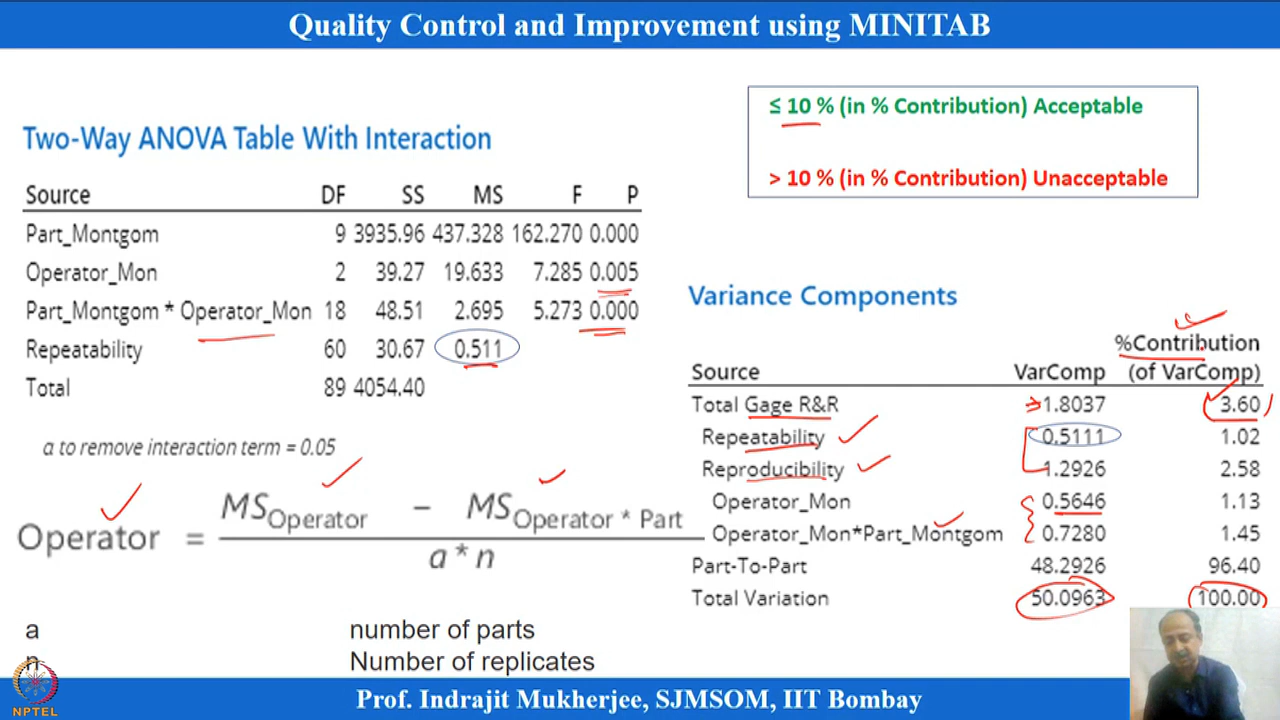 Quality Control and Improvement using MINITAB
≤ 10 % (in % Contribution) Acceptable
> 10 % (in % Contribution) Unacceptable
Two-Way ANOVA Table With Interaction
Source DF SS MS F P
Part_Montgom 9 3935.96 437.328 162.270 0.000
Operator_Mon 2 39.27 19.633 7.285 0.005
Part_Montgom * Operator_Mon 18 48.51 2.695 5.273 0.000
Repeatability 60 30.67 0.511
Total 89 4054.40
α to remove interaction term = 0.05
Operator = MS Operator − MS Operator * Part
a * n
a number of parts
n Number of replicates
Variance Components
%Contribution
Source VarComp (of VarComp)
Total Gage R&R 1.8037 3.60
Repeatability 0.5111 1.02
Reproducibility 1.2926 2.58
Operator_Mon 0.5646 1.13
Operator_Mon*Part_Montgom 0.7280 1.45
Part-To-Part 48.2926 96.40
Total Variation 50.0963 100.00
NPTEL
Prof. Indrajit Mukherjee, SJMSOM, IIT Bombay